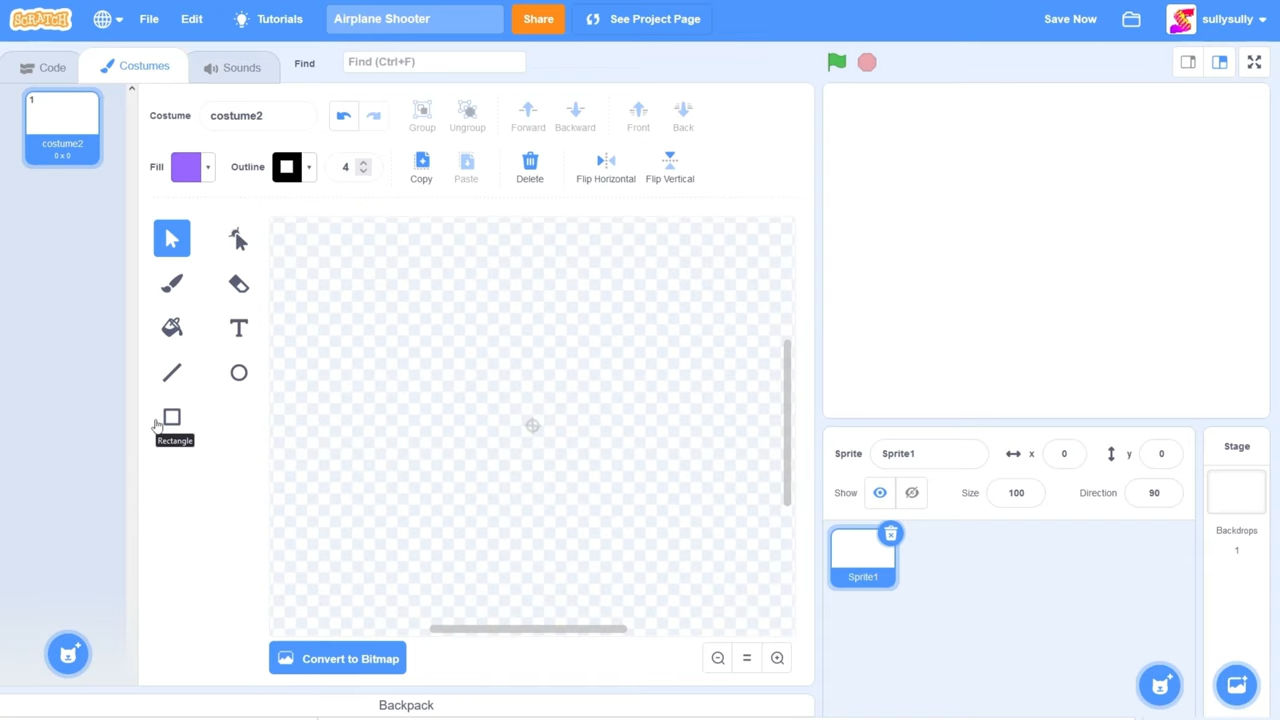 SCRATCH File Edit Tutorials Airplane Shooter Share See Project Page Save Now sullysully
Code Costumes Sounds Find Find (Ctrl+F)
1
costume2
0 x 0
Costume costume2 Group Ungroup Forward Backward Front Back
Fill Outline 4 Copy Paste Delete Flip Horizontal Flip Vertical
T
Rectangle
Convert to Bitmap
Backpack
Sprite Sprite1 x 0 y 0
Show Size 100 Direction 90
Sprite1
Stage
Backdrops
1